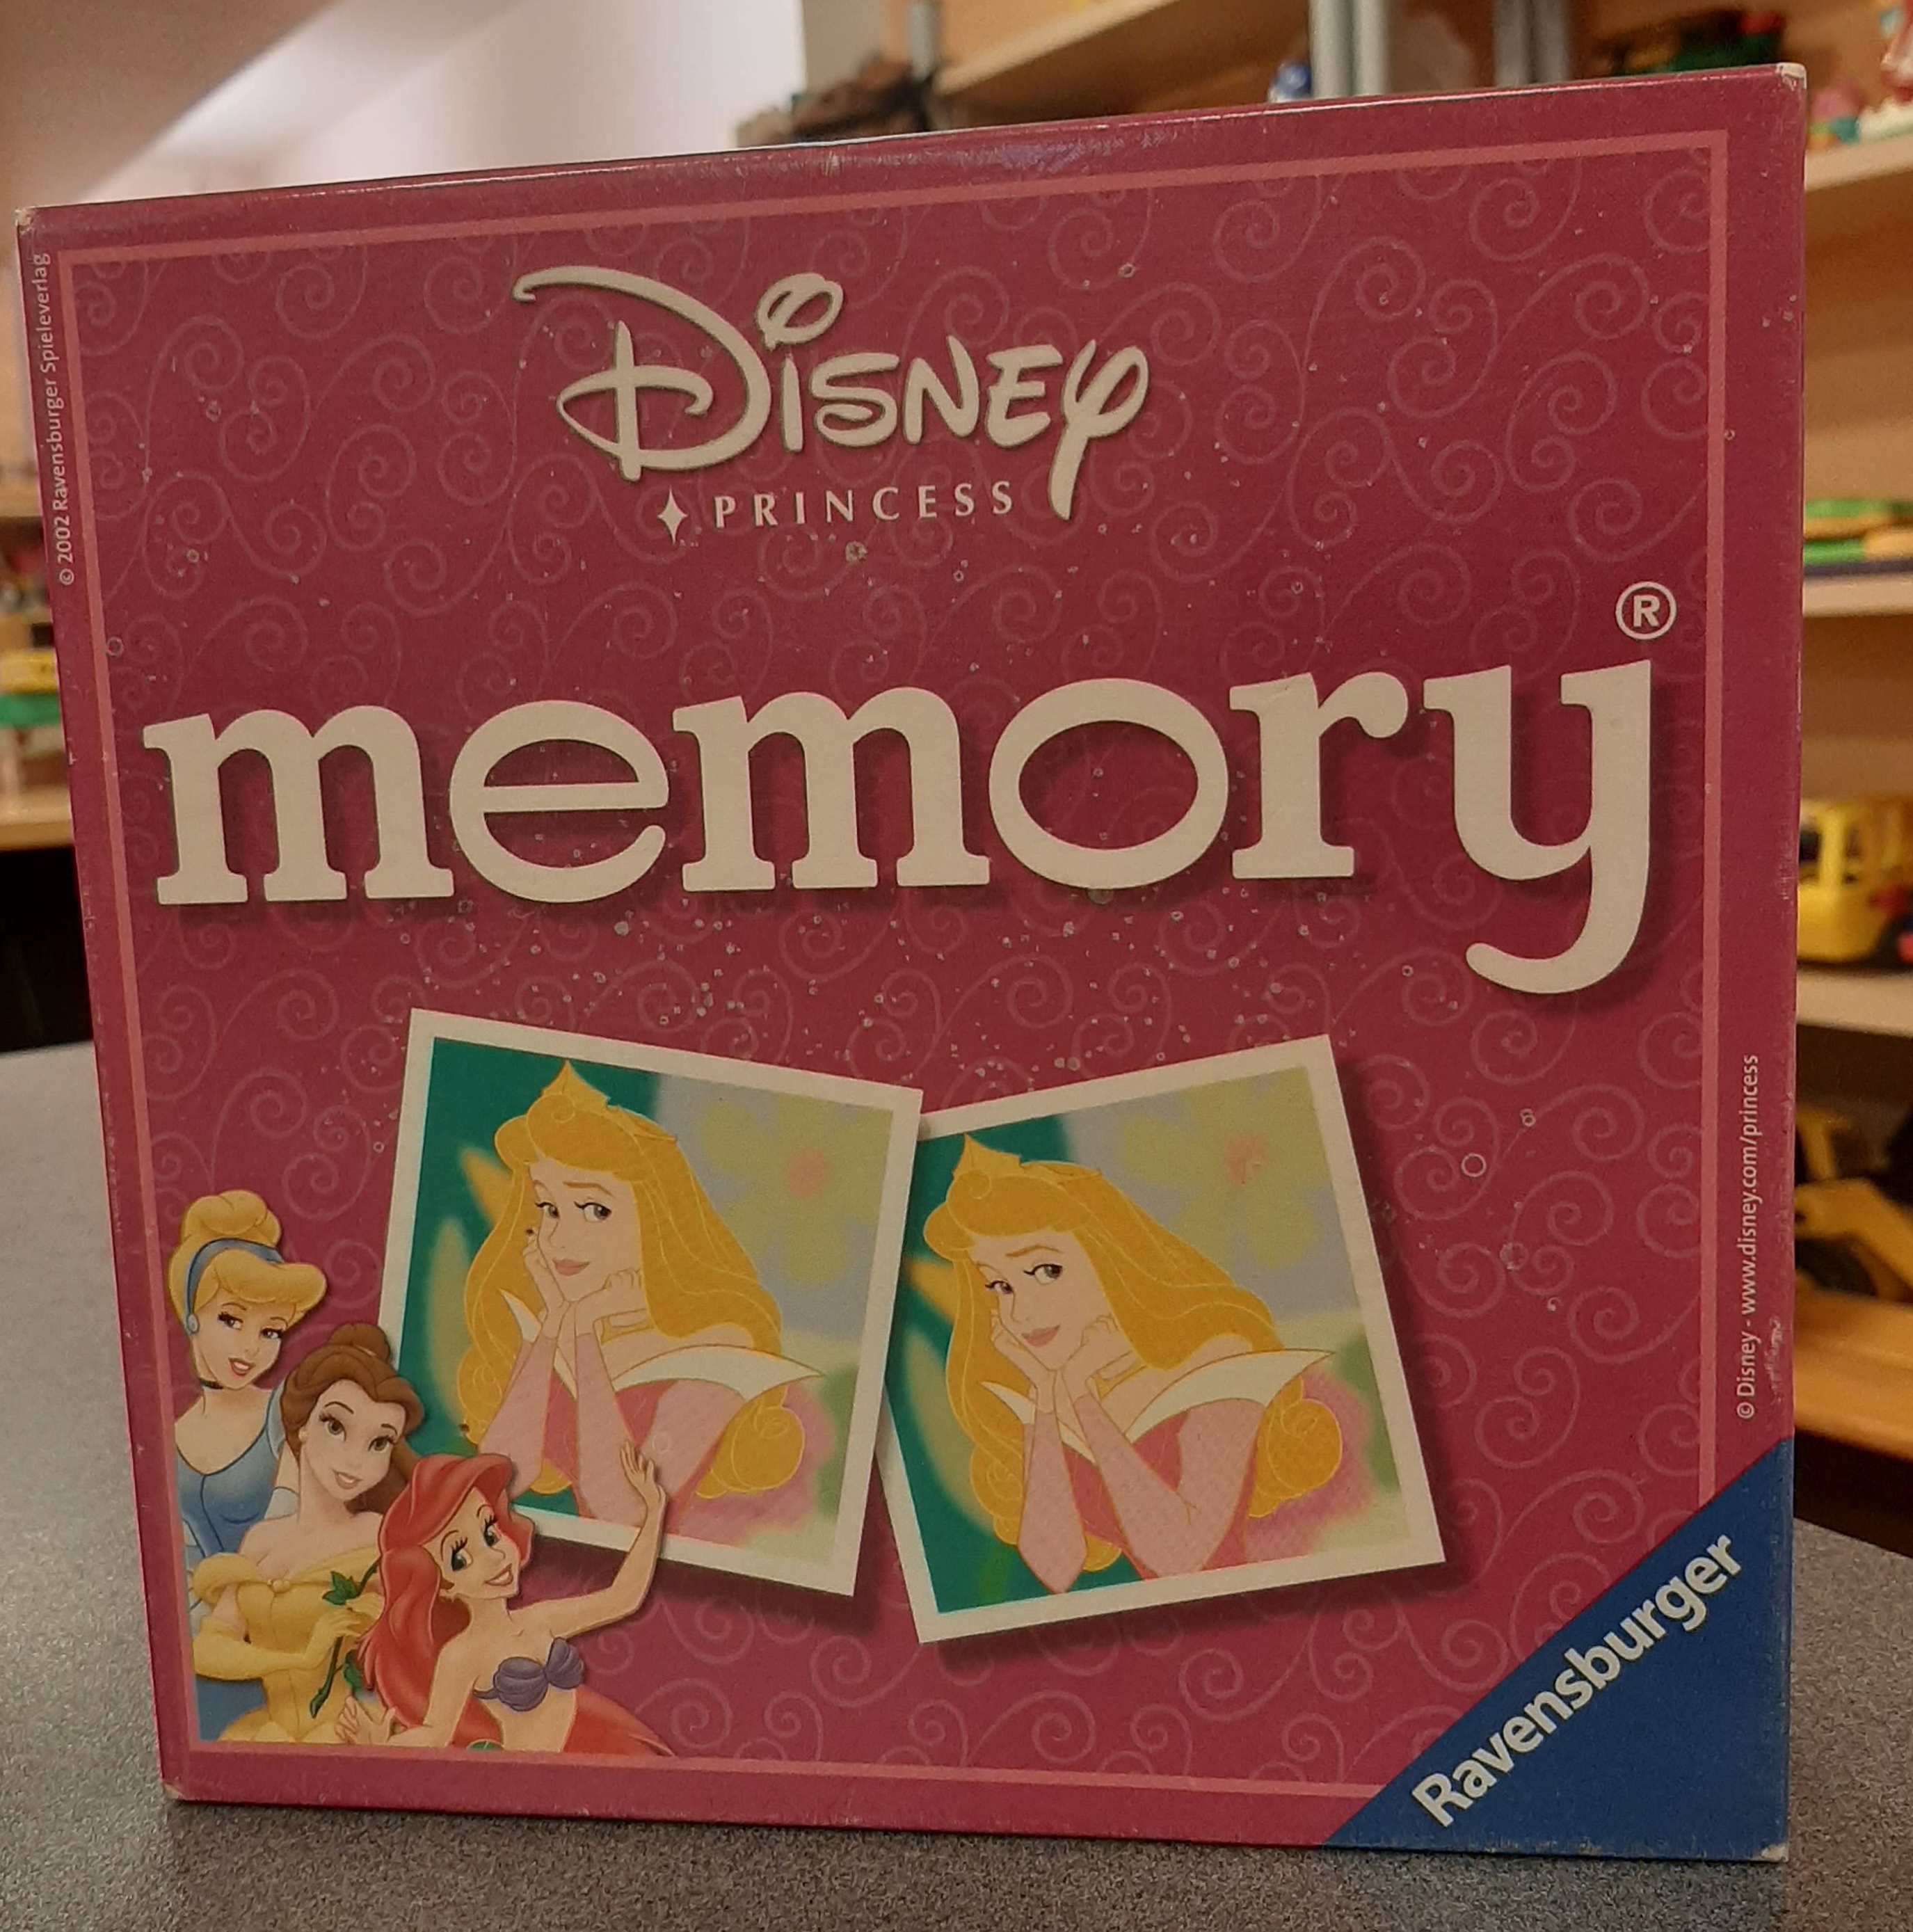 © 2002 Ravensburger Spieleverlag
Disney
PRINCESS
memory®
© Disney - www.disney.com/princess
Ravensburger